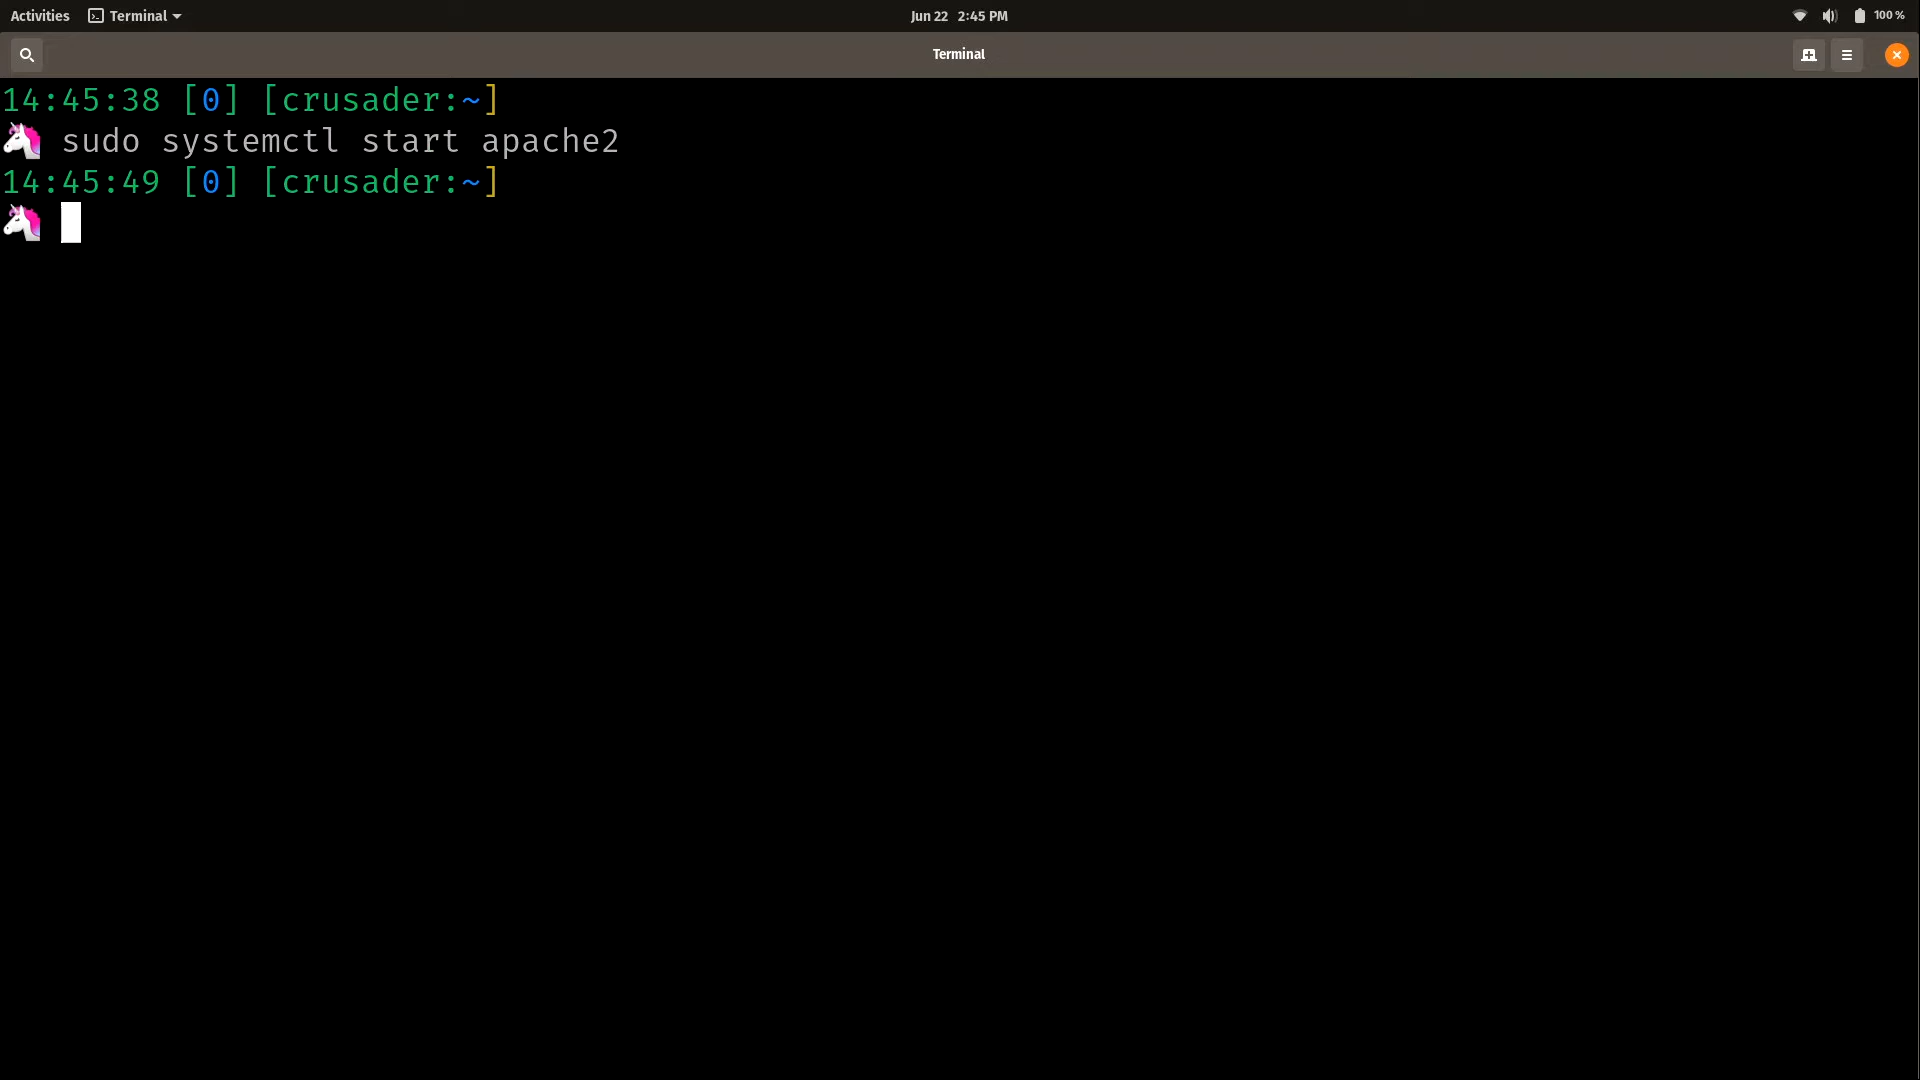 Activities Terminal Jun 22 2:45 PM 100 %
Terminal
14:45:38 [0] [crusader:~]
🦄 sudo systemctl start apache2
14:45:49 [0] [crusader:~]
🦄